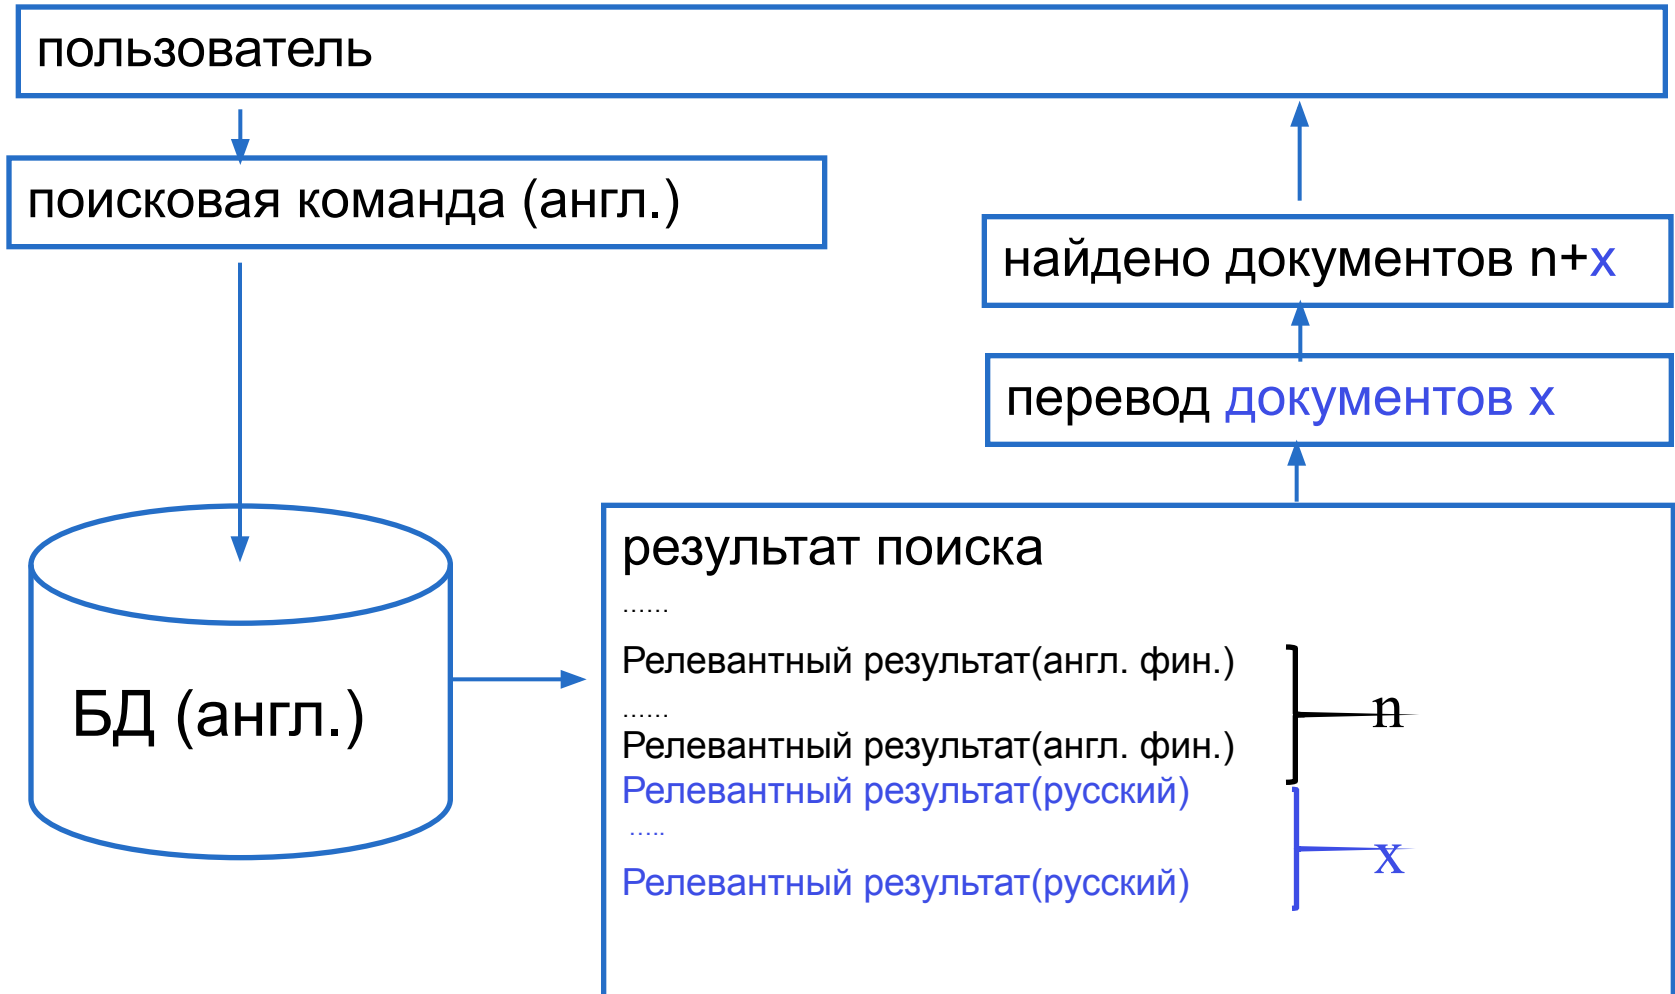 пользователь
поисковая команда (англ.)
найдено документов n+x
перевод документов x
результат поиска
......
Релевантный результат(англ. фин.)
......
Релевантный результат(англ. фин.)
n
Релевантный результат(русский)
.....
Релевантный результат(русский)
x
БД (англ.)